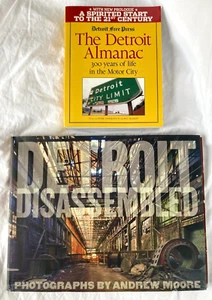 WITH NEW PROLOGUE
A SPIRITED START
TO THE 21ST CENTURY
Detroit Free Press
The Detroit
Almanac
300 years of life
in the Motor City
Detroit
CITY LIMIT
DETROIT
DISASSEMBLED
PHOTOGRAPHS BY ANDREW MOORE